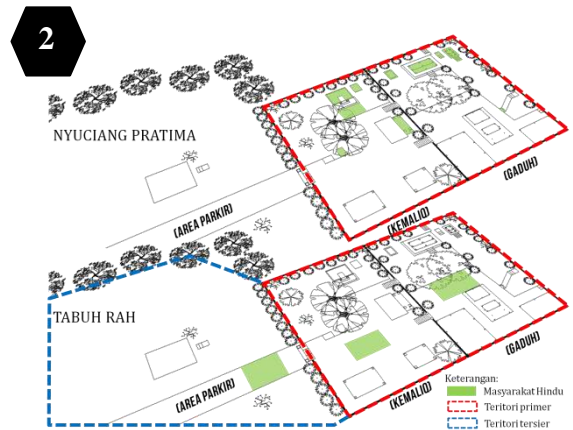 2
NYUCIANG PRATIMA
(AREA PARKIR)
(KEMALIQ)
(GADUH)
TABUH RAH
(AREA PARKIR)
(KEMALIQ)
(GADUH)
Keterangan:
Masyarakat Hindu
Teritori primer
Teritori tersier